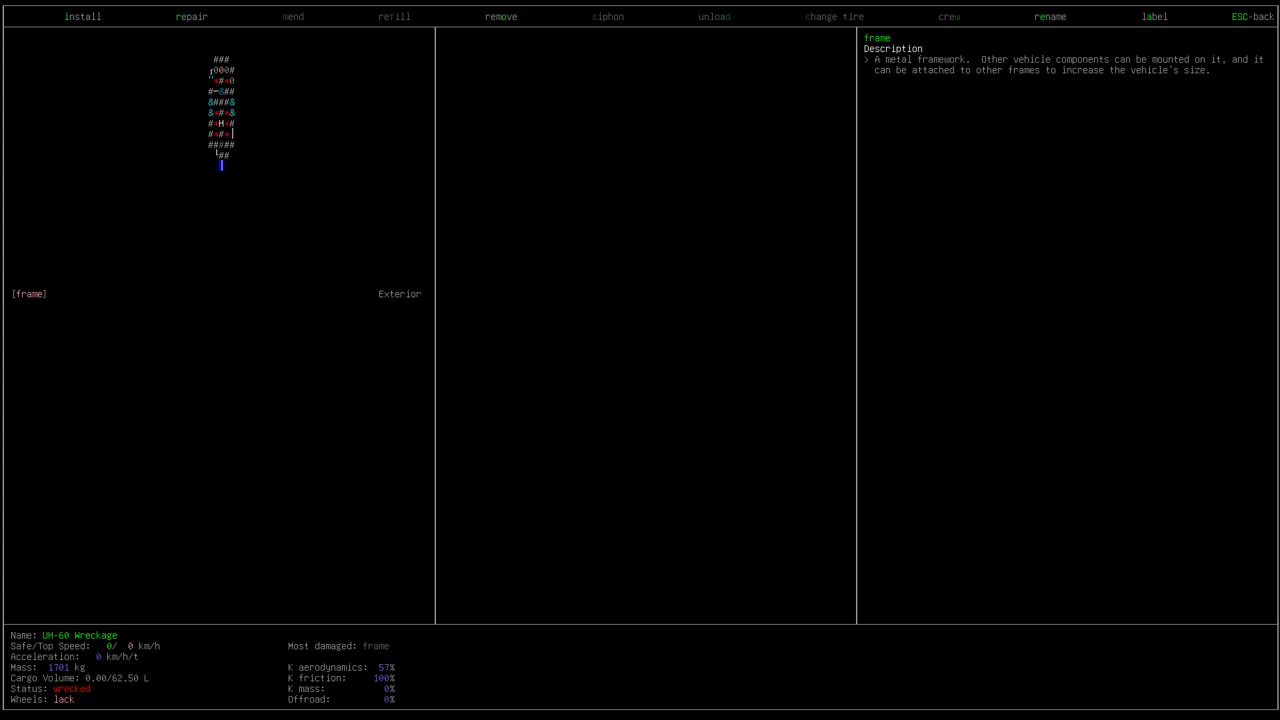 install repair mend refill remove siphon unload change tire crew rename label ESC-back
frame
Description
> A metal framework.  Other vehicle components can be mounted on it, and it
can be attached to other frames to increase the vehicle's size.
[frame] Exterior
Name: UH-60 Wreckage
Safe/Top Speed: 0/ 0 km/h Most damaged: frame
Acceleration: 0 km/h/t
Mass: 1701 kg K aerodynamics: 57%
Cargo Volume: 0.00/62.50 L K friction: 100%
Status: wrecked K mass: 0%
Wheels: lack Offroad: 0%